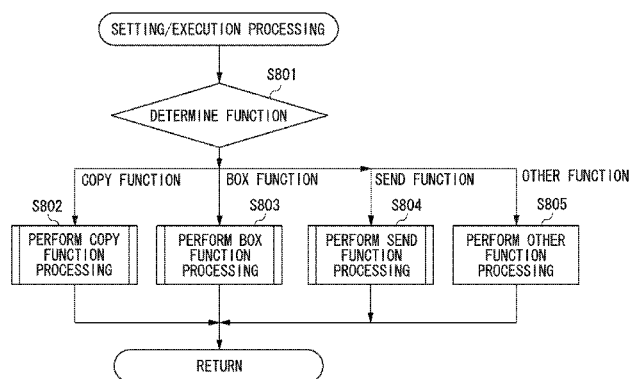 SETTING/EXECUTION PROCESSING
S801
DETERMINE FUNCTION
COPY FUNCTION
BOX FUNCTION
SEND FUNCTION
OTHER FUNCTION
S802
S803
S804
S805
PERFORM COPY
FUNCTION
PROCESSING
PERFORM BOX
FUNCTION
PROCESSING
PERFORM SEND
FUNCTION
PROCESSING
PERFORM OTHER
FUNCTION
PROCESSING
RETURN